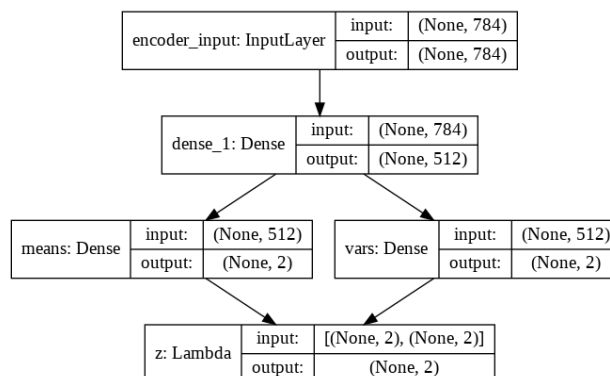 encoder_input: InputLayer
input: (None, 784)
output: (None, 784)
dense_1: Dense
input: (None, 784)
output: (None, 512)
means: Dense
input: (None, 512)
output: (None, 2)
vars: Dense
input: (None, 512)
output: (None, 2)
z: Lambda
input: [(None, 2), (None, 2)]
output: (None, 2)